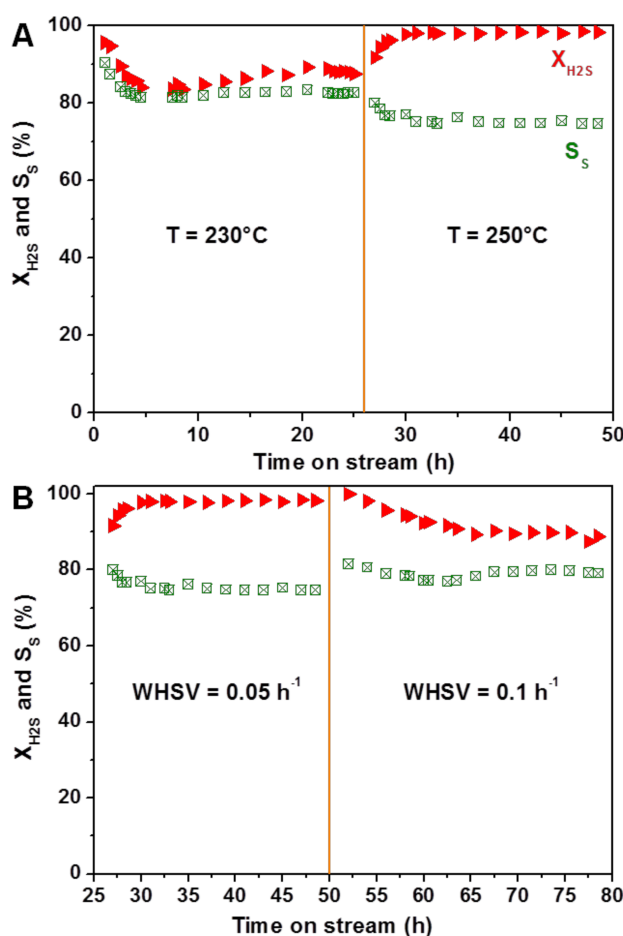 A
X_H2S and S_S (%)
100
80
60
40
20
0
X_H2S
S_S
T = 230°C
T = 250°C
0
10
20
30
40
50
Time on stream (h)
B
X_H2S and S_S (%)
100
80
60
40
20
0
WHSV = 0.05 h⁻¹
WHSV = 0.1 h⁻¹
25
30
35
40
45
50
55
60
65
70
75
80
Time on stream (h)